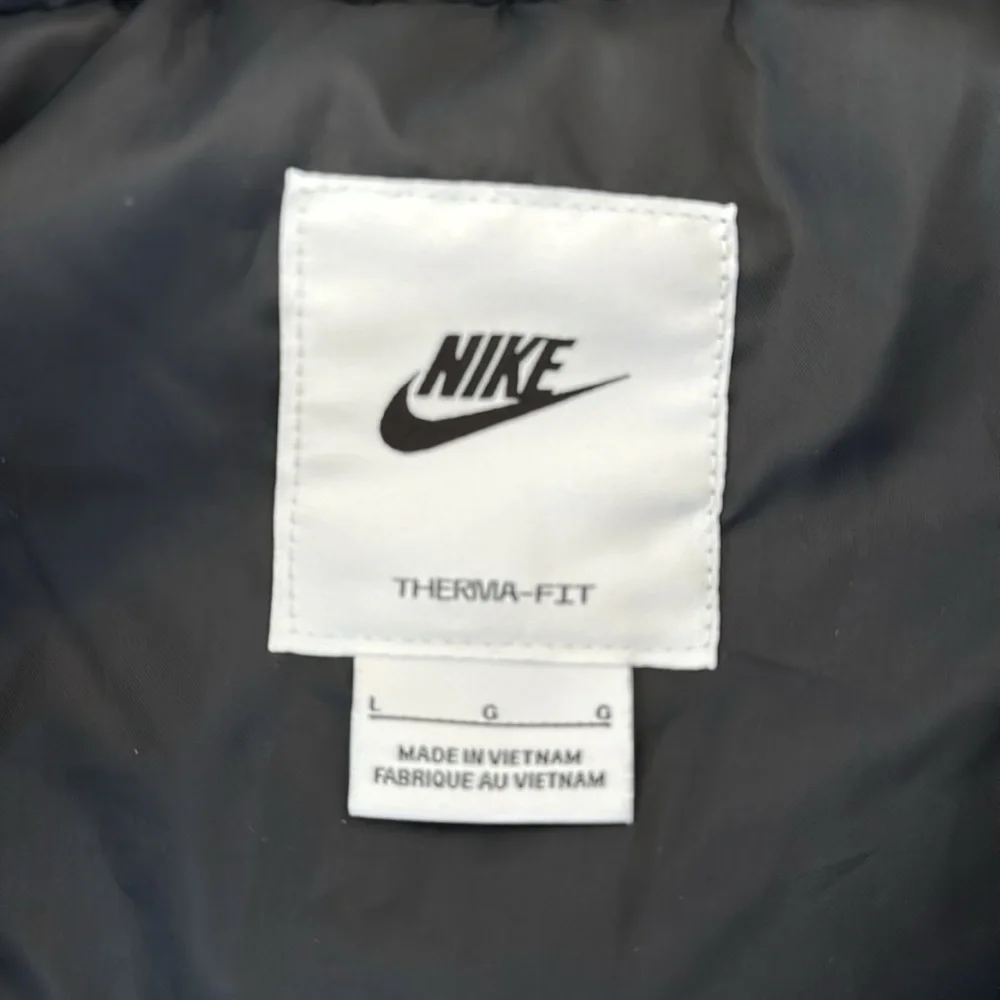 NIKE
THERMA-FIT
L G G
MADE IN VIETNAM
FABRIQUE AU VIETNAM